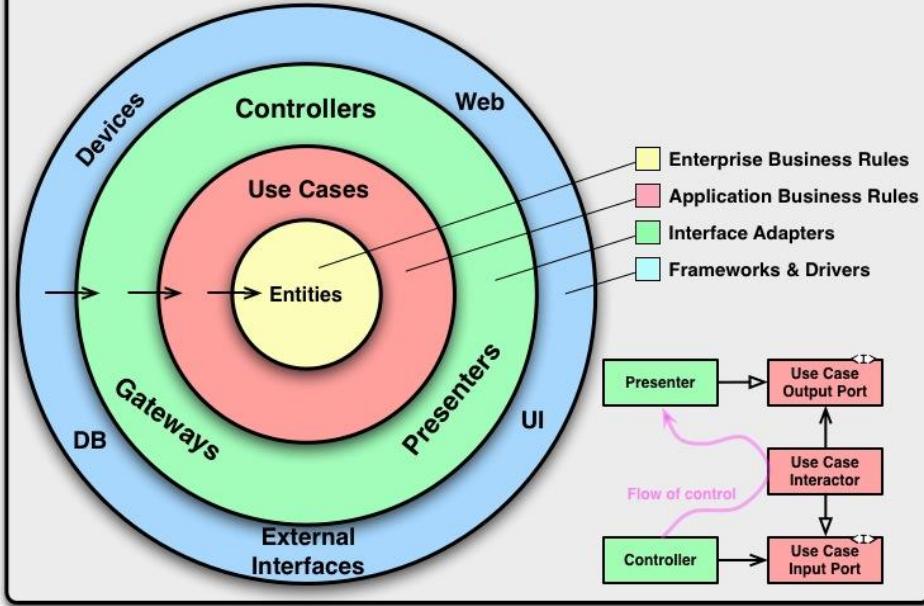 Devices
Controllers
Web
Use Cases
Entities
Gateways
Presenters
DB
UI
External
Interfaces
Enterprise Business Rules
Application Business Rules
Interface Adapters
Frameworks & Drivers
Presenter
<I>
Use Case
Output Port
Use Case
Interactor
Flow of control
Controller
<I>
Use Case
Input Port